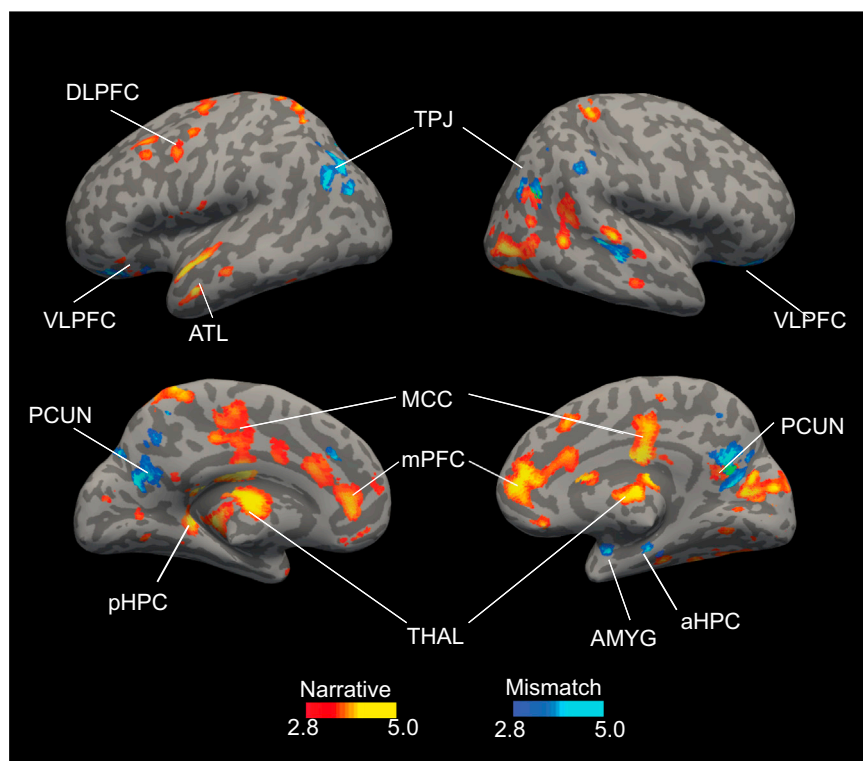 DLPFC
TPJ
VLPFC
ATL
VLPFC
PCUN
MCC
PCUN
mPFC
pHPC
THAL
AMYG
aHPC
Narrative
2.8 5.0
Mismatch
2.8 5.0